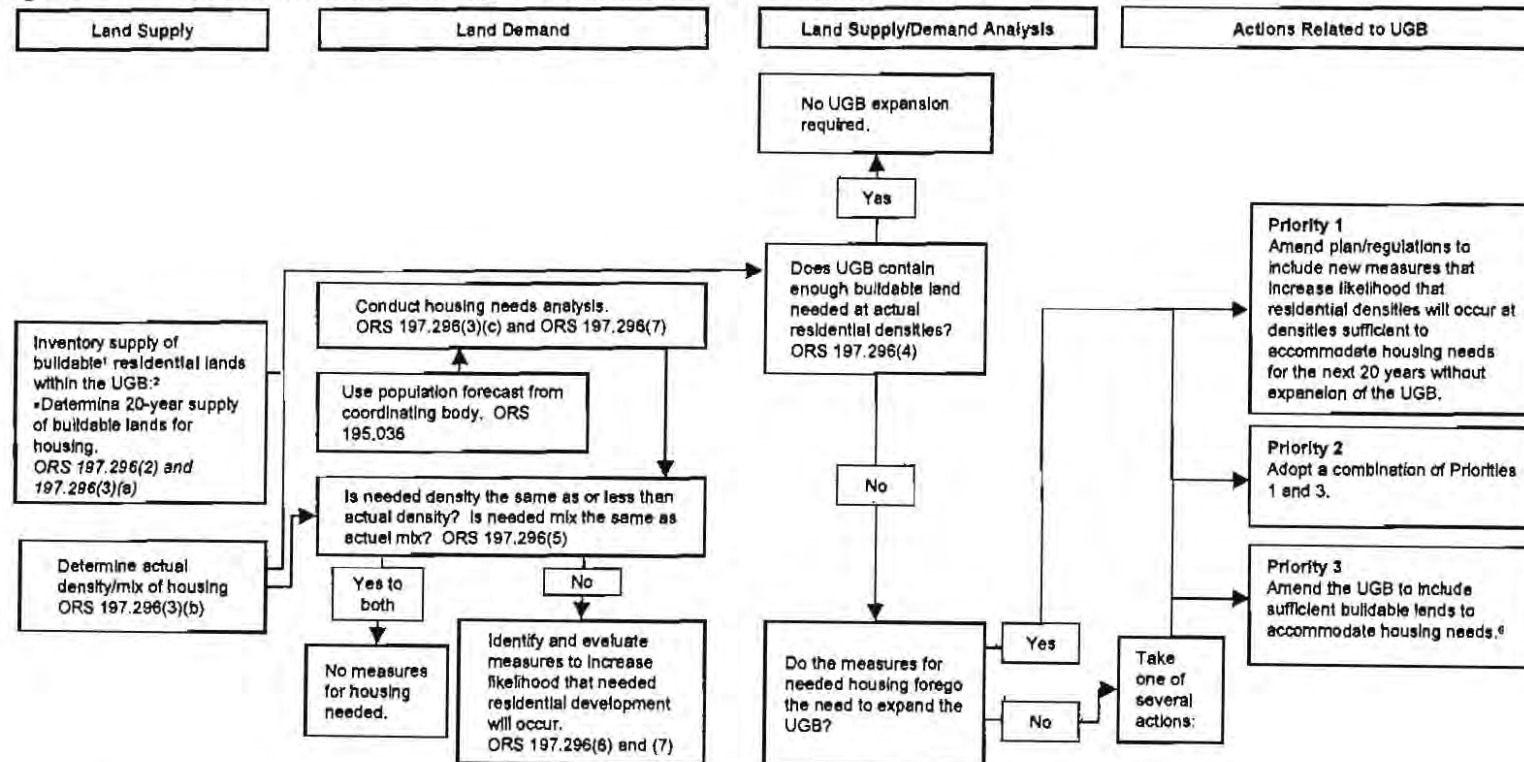 Land Supply
Land Demand
Land Supply/Demand Analysis
Actions Related to UGB
No UGB expansion
required.
Yes
Does UGB contain
enough buildable land
needed at actual
residential densities?
ORS 197.296(4)
Conduct housing needs analysis.
ORS 197.296(3)(c) and ORS 197.296(7)
Use population forecast from
coordinating body. ORS
195.036
Inventory supply of
buildable¹ residential lands
within the UGB:²
•Determine 20-year supply
of buildable lands for
housing.
ORS 197.296(2) and
197.296(3)(a)
Determine actual
density/mix of housing
ORS 197.296(3)(b)
Is needed density the same as or less than
actual density? Is needed mix the same as
actual mix? ORS 197.296(5)
Yes to
both
No
No measures
for housing
needed.
Identify and evaluate
measures to increase
likelihood that needed
residential development
will occur.
ORS 197.296(6) and (7)
No
Do the measures for
needed housing forego
the need to expand the
UGB?
Yes
No
Take
one of
several
actions:
Priority 1
Amend plan/regulations to
include new measures that
increase likelihood that
residential densities will occur at
densities sufficient to
accommodate housing needs
for the next 20 years without
expansion of the UGB.
Priority 2
Adopt a combination of Priorities
1 and 3.
Priority 3
Amend the UGB to include
sufficient buildable lands to
accommodate housing needs.⁶